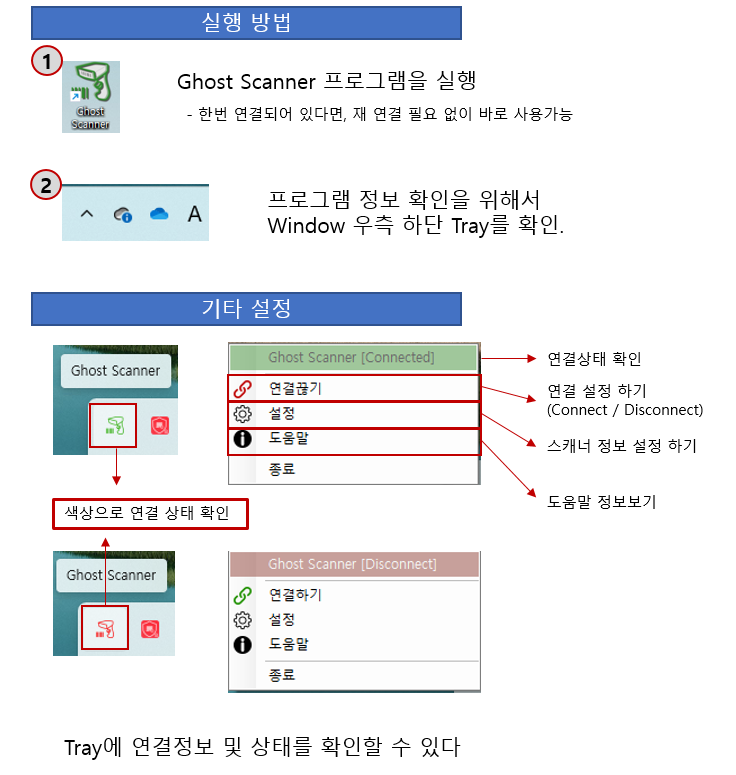 실행 방법
1
Ghost
Scanner
Ghost Scanner 프로그램을 실행
- 한번 연결되어 있다면, 재 연결 필요 없이 바로 사용가능
2
A
프로그램 정보 확인을 위해서
Window 우측 하단 Tray를 확인.
기타 설정
Ghost Scanner
Ghost Scanner [Connected]
연결끊기
설정
도움말
종료
연결상태 확인
연결 설정 하기
(Connect / Disconnect)
스캐너 정보 설정 하기
도움말 정보보기
색상으로 연결 상태 확인
Ghost Scanner
Ghost Scanner [Disconnect]
연결하기
설정
도움말
종료
Tray에 연결정보 및 상태를 확인할 수 있다